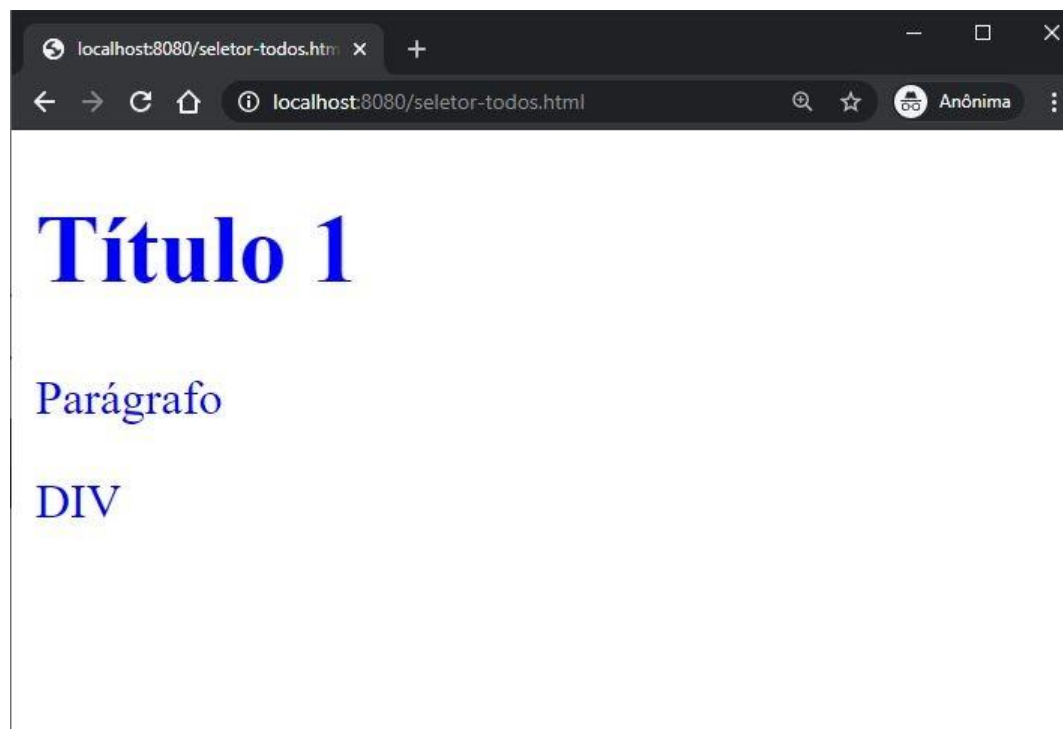 localhost:8080/seletor-todos.htm
localhost:8080/seletor-todos.html
Anônima
Título 1
Parágrafo
DIV